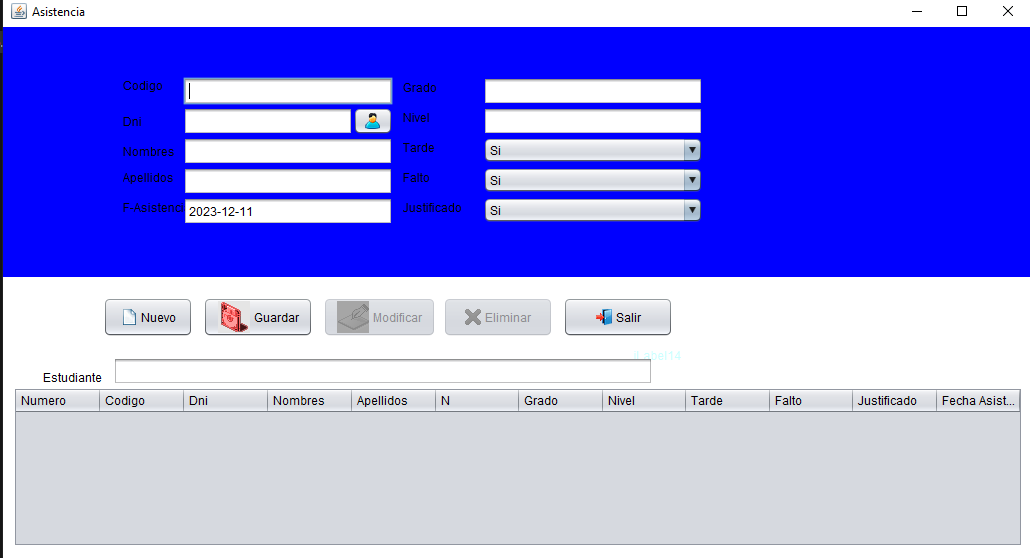 Asistencia
Codigo
Grado
Dni
Nivel
Nombres
Tarde Si
Apellidos
Falto Si
F-Asistenci 2023-12-11
Justificado Si
Nuevo Guardar Modificar Eliminar Salir
jLabel14
Estudiante
Numero Codigo Dni Nombres Apellidos N Grado Nivel Tarde Falto Justificado Fecha Asist...